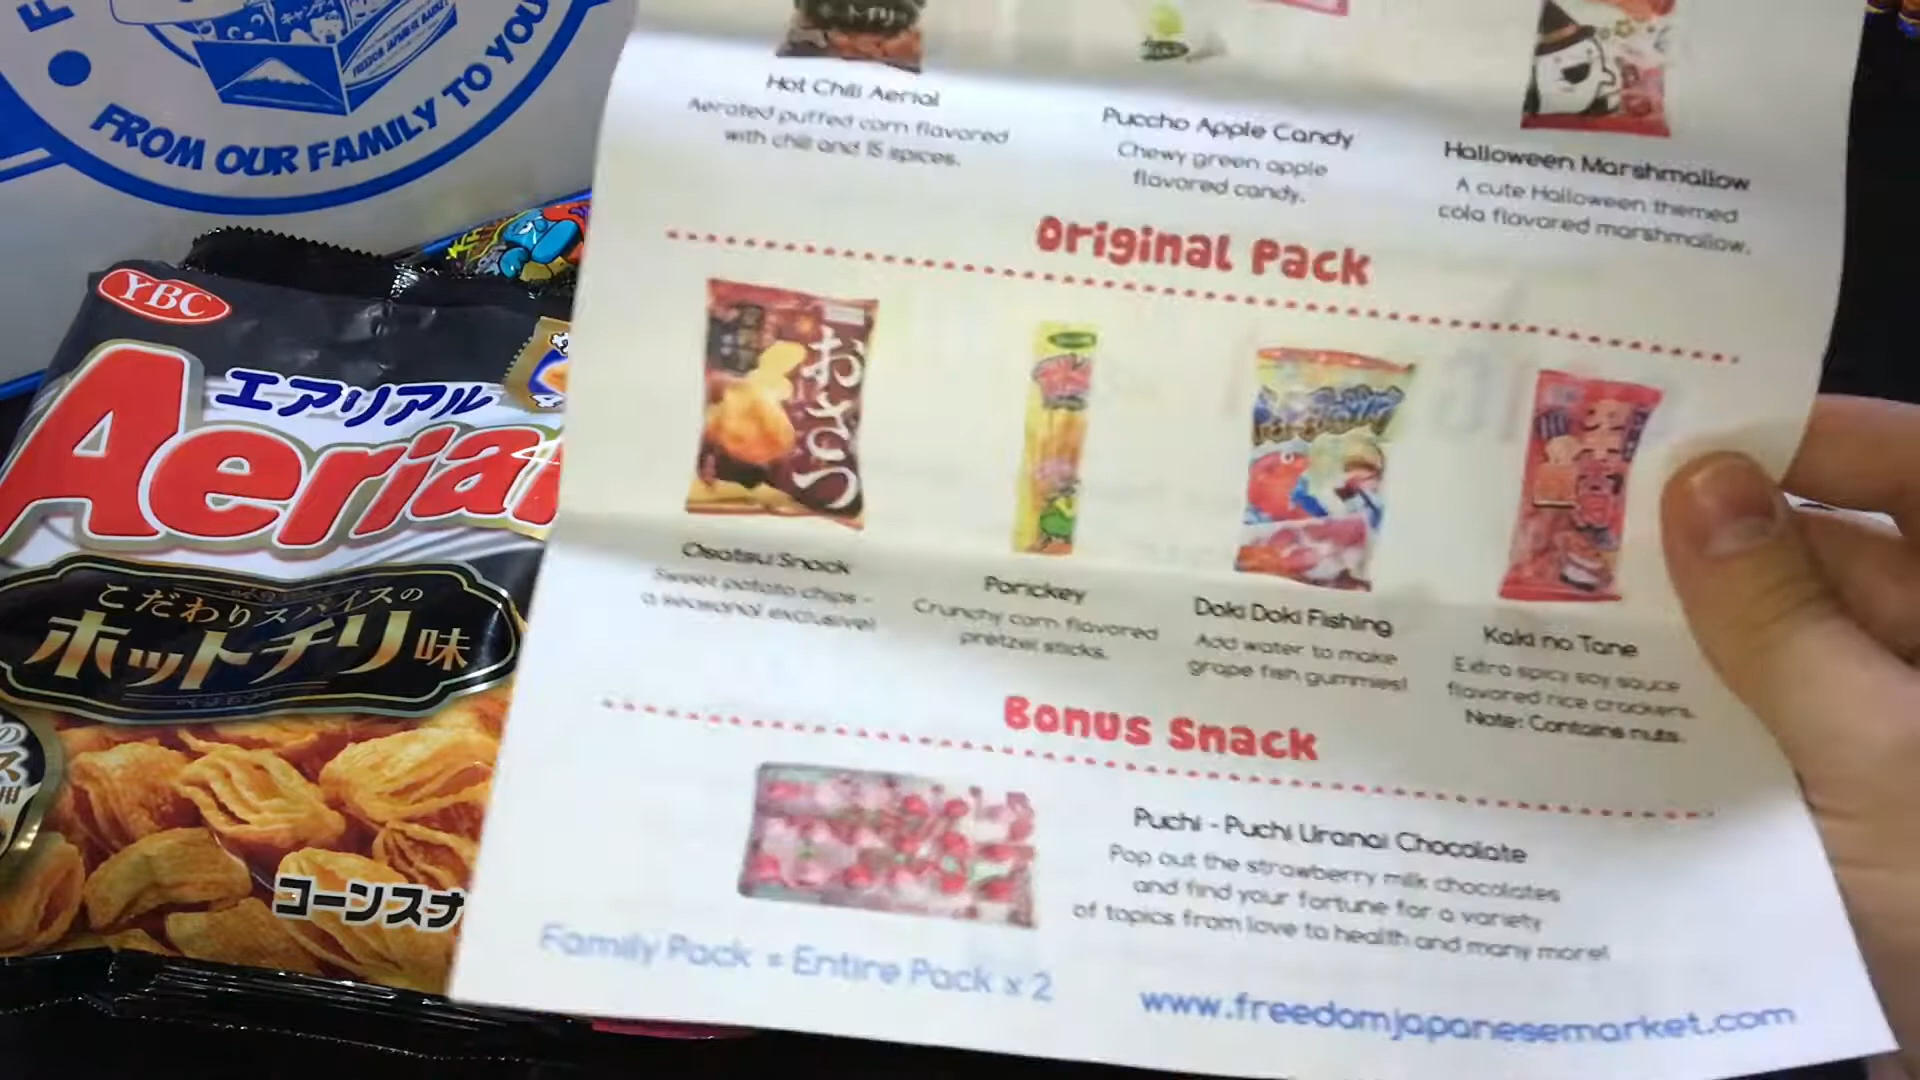 FROM OUR FAMILY TO YOU
YBC
エアリアル
Aeria
こだわりスパイスの
ホットチリ味
コーンスナ
Hot Chili Aerial
Aerated puffed corn flavored
with chili and 15 spices.
Puccho Apple Candy
Chewy green apple
flavored candy.
Halloween Marshmallow
A cute Halloween themed
cola flavored marshmallow.
Original Pack
おさつ
Osatsu Snack
Sweet potato chips -
a seasonal exclusive!
Porickey
Crunchy corn flavored
pretzel sticks.
Doki Doki Fishing
Add water to make
grape fish gummies!
Kaki no Tane
Extra spicy soy sauce
flavored rice crackers.
Note: Contains nuts.
Bonus Snack
Puchi - Puchi Uranai Chocolate
Pop out the strawberry milk chocolates
and find your fortune for a variety
of topics from love to health and many more!
Family Pack = Entire Pack x 2
www.freedomjapanesemarket.com